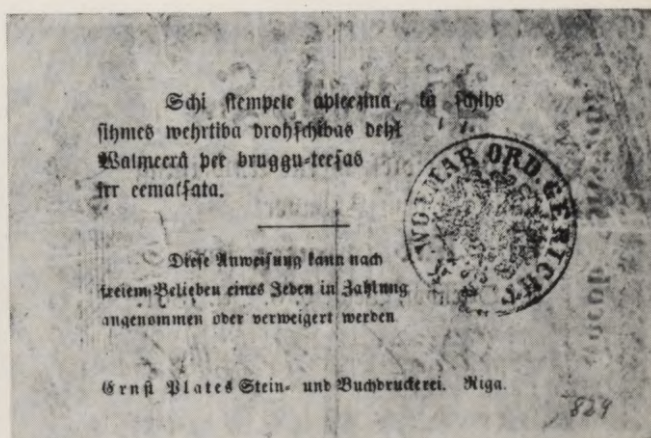 Schi stempele apleezina, ka schihs
sihmes wehrtiba drohschibas dehl
Walmeerâ per bruggu-teesas
irr eemaksata.
Diese Anweisung kann nach
freiem Belieben eines Jeden in Zahlung
angenommen oder verweigert werden
Ernst Plates Stein- und Buchdruckerei. Riga.
WOLMAR ORD. GERICHT
829